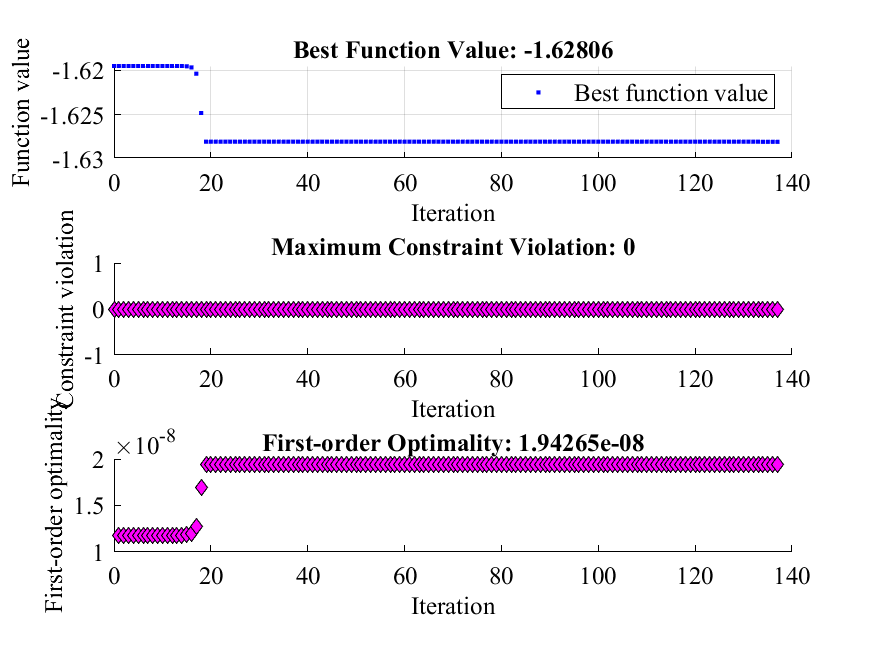 Best Function Value: -1.62806
Function value
-1.62
-1.625
-1.63
Best function value
0 20 40 60 80 100 120 140
Iteration
Maximum Constraint Violation: 0
Constraint violation
1
0
-1
0 20 40 60 80 100 120 140
Iteration
First-order Optimality: 1.94265e-08
×10-8
First-order optimality
2
1.5
1
0 20 40 60 80 100 120 140
Iteration